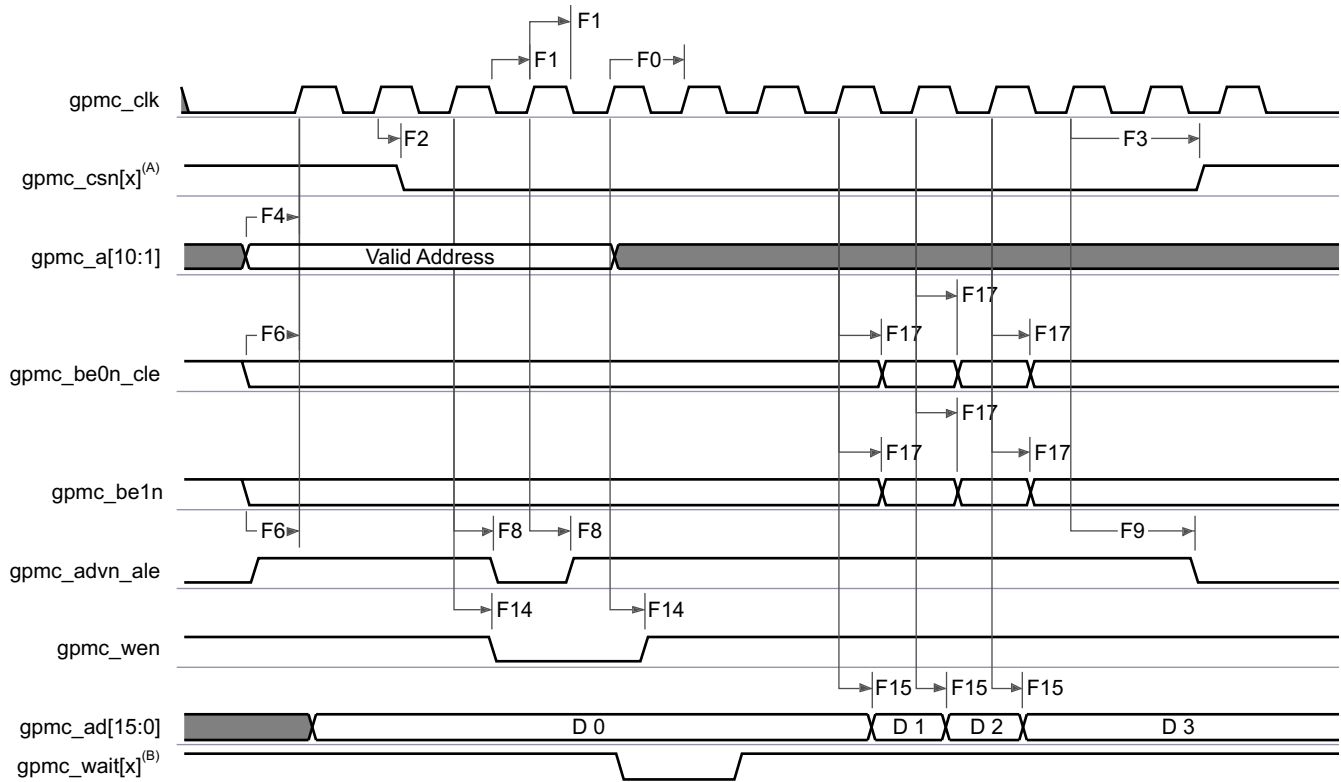 F1
F1
F0
gpmc_clk
F2
F3
gpmc_csn[x](A)
F4
gpmc_a[10:1]
Valid Address
F17
F6
F17
F17
gpmc_be0n_cle
F17
F17
F17
gpmc_be1n
F6
F8
F8
F9
gpmc_advn_ale
F14
F14
gpmc_wen
F15
F15
F15
gpmc_ad[15:0]
D 0
D 1
D 2
D 3
gpmc_wait[x](B)